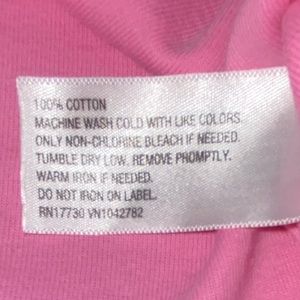 100% COTTON
MACHINE WASH COLD WITH LIKE COLORS.
ONLY NON-CHLORINE BLEACH IF NEEDED.
TUMBLE DRY LOW. REMOVE PROMPTLY.
WARM IRON IF NEEDED.
DO NOT IRON ON LABEL.
RN17730 VN1042782